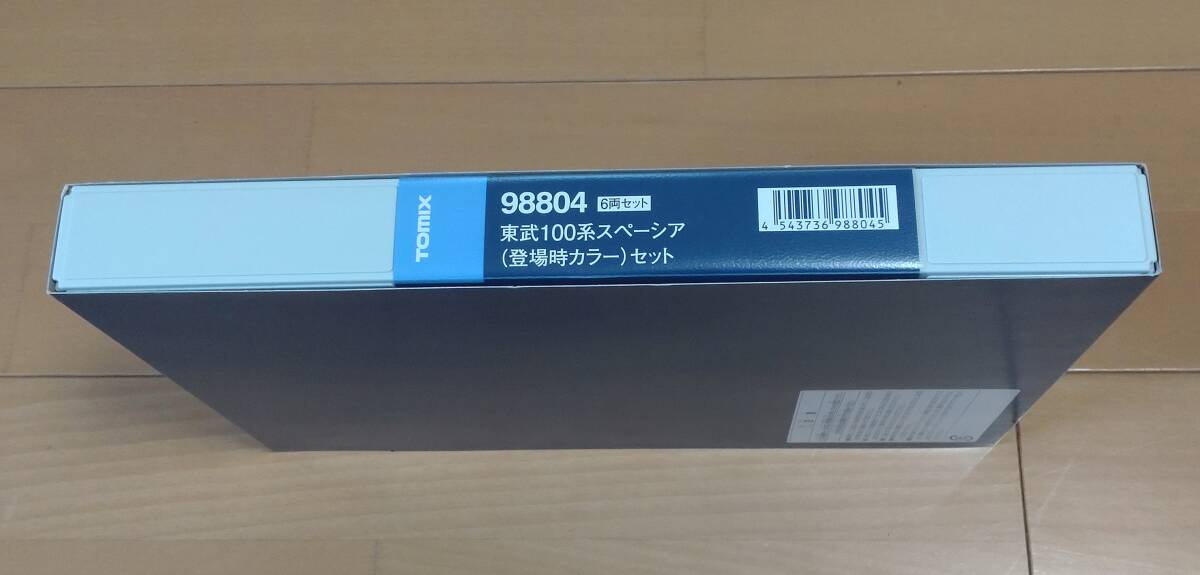 TOMIX
98804 6両セット
東武100系スペーシア
(登場時カラー)セット
4 543736 988045